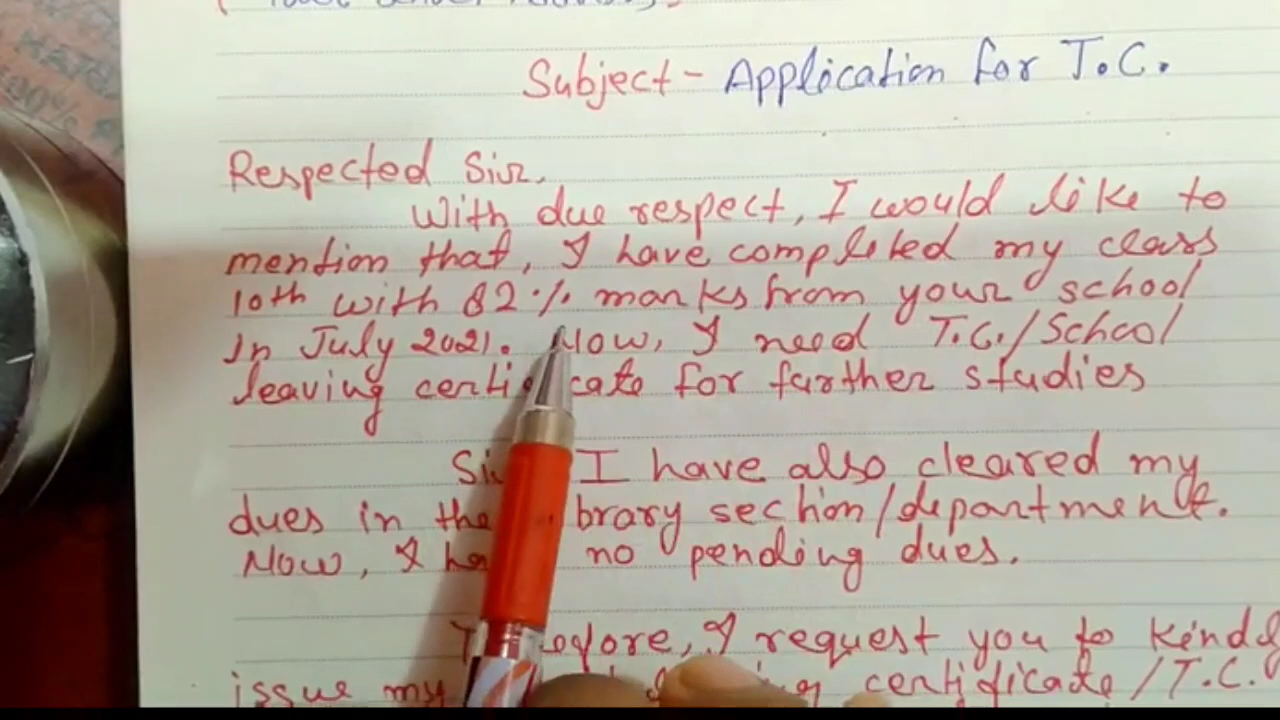 Subject - Application for T.C.
Respected Sir,
With due respect, I would like to
mention that, I have completed my class
10th with 82% marks from your school
In July 2021. Now, I need T.C./School
leaving certificate for further studies
I have also cleared my
dues in the section/department.
Now, I no pending dues.
I request you to kindly
issue my certificate/T.C.